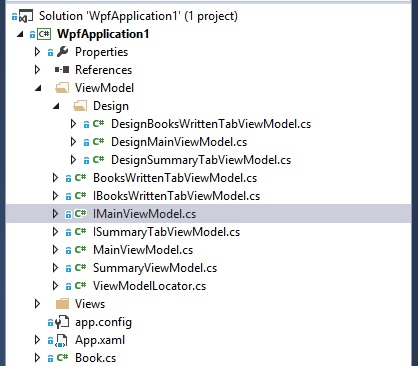 Solution 'WpfApplication1' (1 project)
C# WpfApplication1
Properties
References
ViewModel
Design
C# DesignBooksWrittenTabViewModel.cs
C# DesignMainViewModel.cs
C# DesignSummaryTabViewModel.cs
C# BooksWrittenTabViewModel.cs
C# IBooksWrittenTabViewModel.cs
C# IMainViewModel.cs
C# ISummaryTabViewModel.cs
C# MainViewModel.cs
C# SummaryViewModel.cs
C# ViewModelLocator.cs
Views
app.config
App.xaml
C# Book.cs